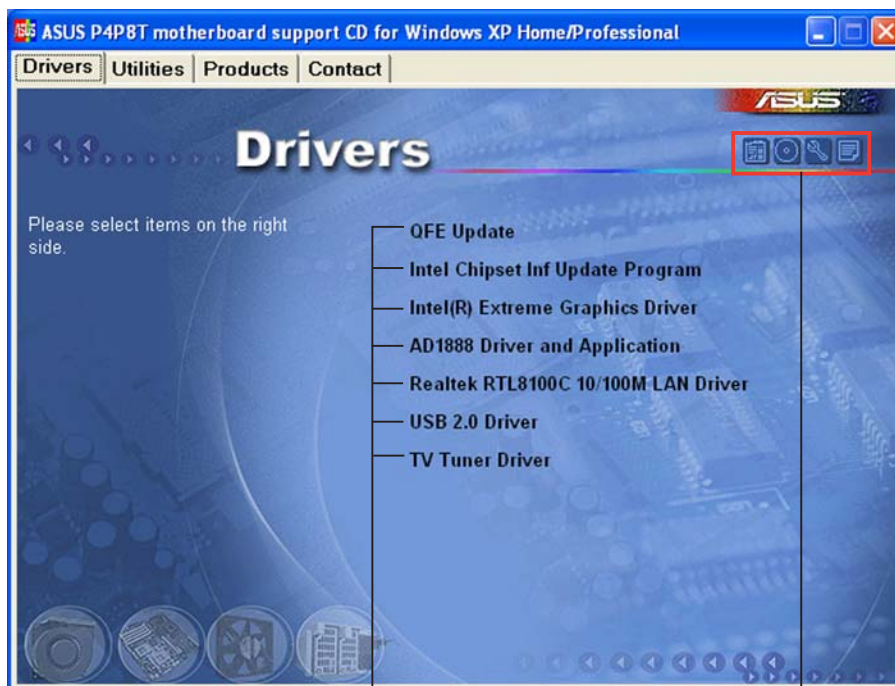 ASUS P4P8T motherboard support CD for Windows XP Home/Professional
Drivers Utilities Products Contact
ASUS
Drivers
Please select items on the right
side.
QFE Update
Intel Chipset Inf Update Program
Intel(R) Extreme Graphics Driver
AD1888 Driver and Application
Realtek RTL8100C 10/100M LAN Driver
USB 2.0 Driver
TV Tuner Driver